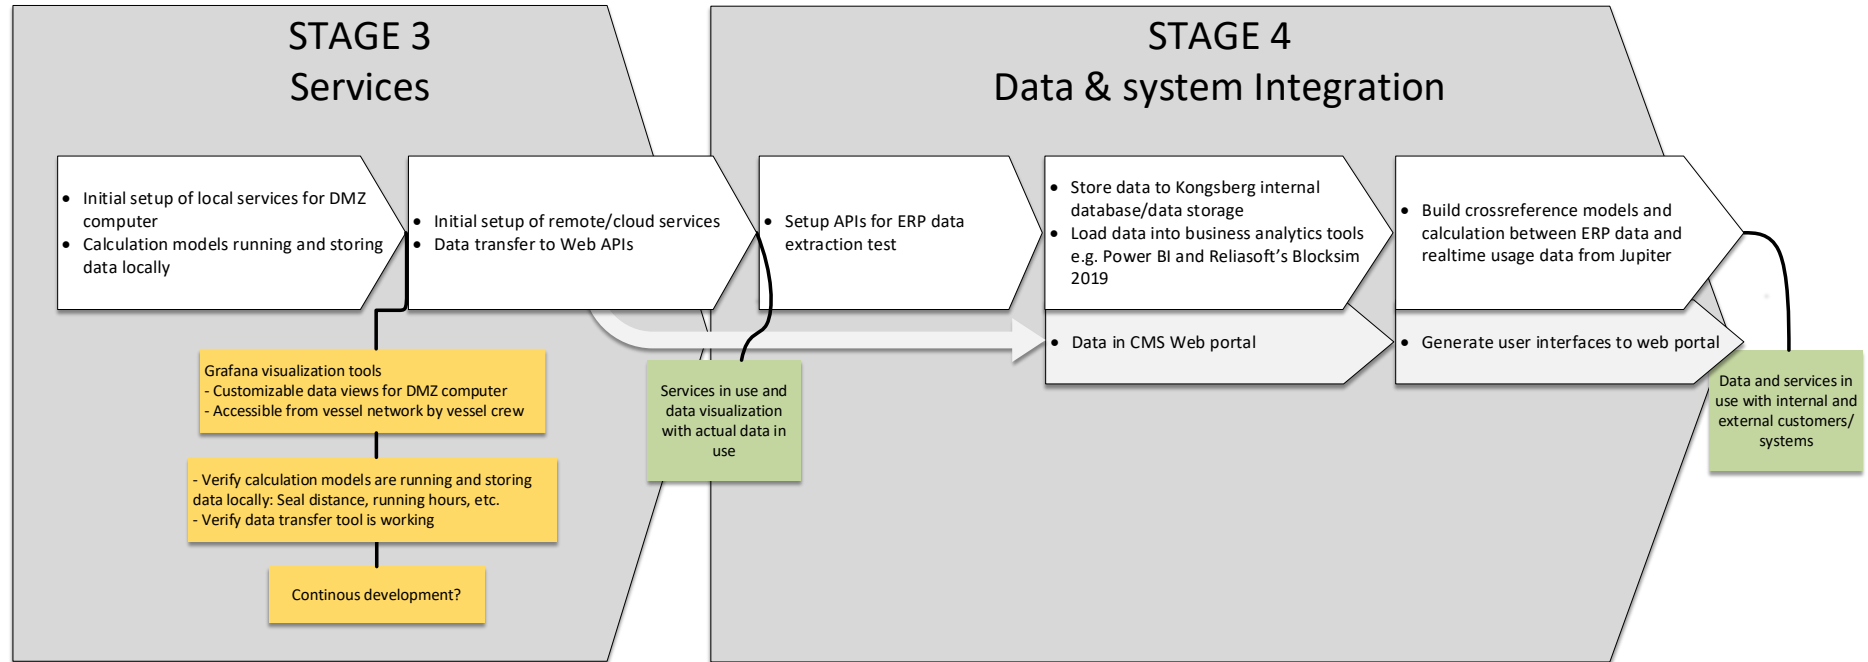 STAGE 3
Services
STAGE 4
Data & system Integration
• Initial setup of local services for DMZ
computer
• Calculation models running and storing
data locally
• Initial setup of remote/cloud services
• Data transfer to Web APIs
• Setup APIs for ERP data
extraction test
• Store data to Kongsberg internal
database/data storage
• Load data into business analytics tools
e.g. Power BI and Reliasoft’s Blocksim
2019
• Build crossreference models and
calculation between ERP data and
realtime usage data from Jupiter
• Data in CMS Web portal
• Generate user interfaces to web portal
Grafana visualization tools
- Customizable data views for DMZ computer
- Accessible from vessel network by vessel crew
- Verify calculation models are running and storing
data locally: Seal distance, running hours, etc.
- Verify data transfer tool is working
Continous development?
Services in use and
data visualization
with actual data in
use
Data and services in
use with internal and
external customers/
systems